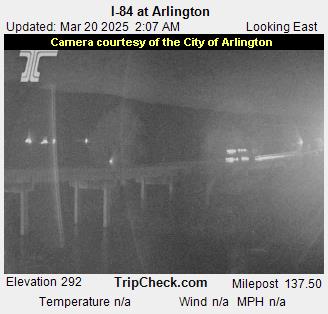 I-84 at Arlington
Updated: Mar 20 2025 2:07 AM Looking East
Camera courtesy of the City of Arlington
Elevation 292 TripCheck.com Milepost 137.50
Temperature n/a Wind n/a MPH n/a